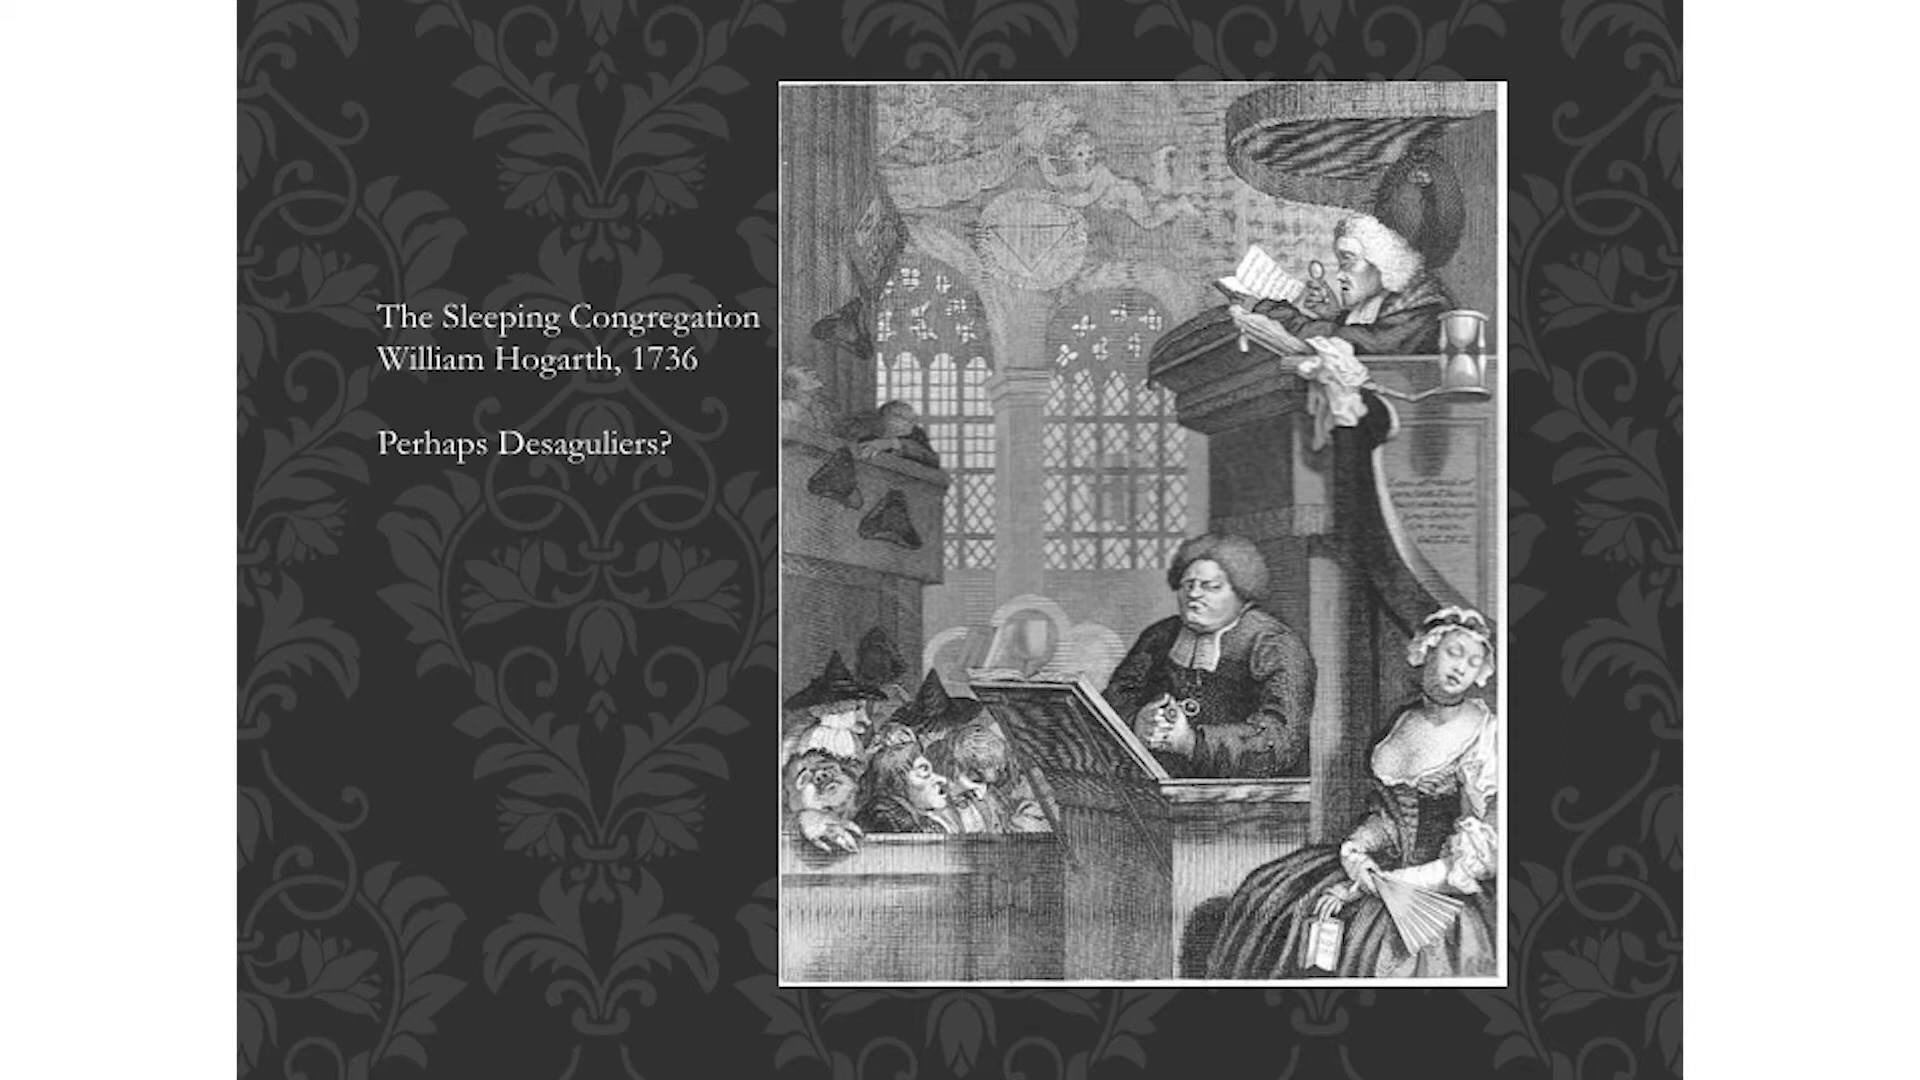 The Sleeping Congregation
William Hogarth, 1736
Perhaps Desaguliers?